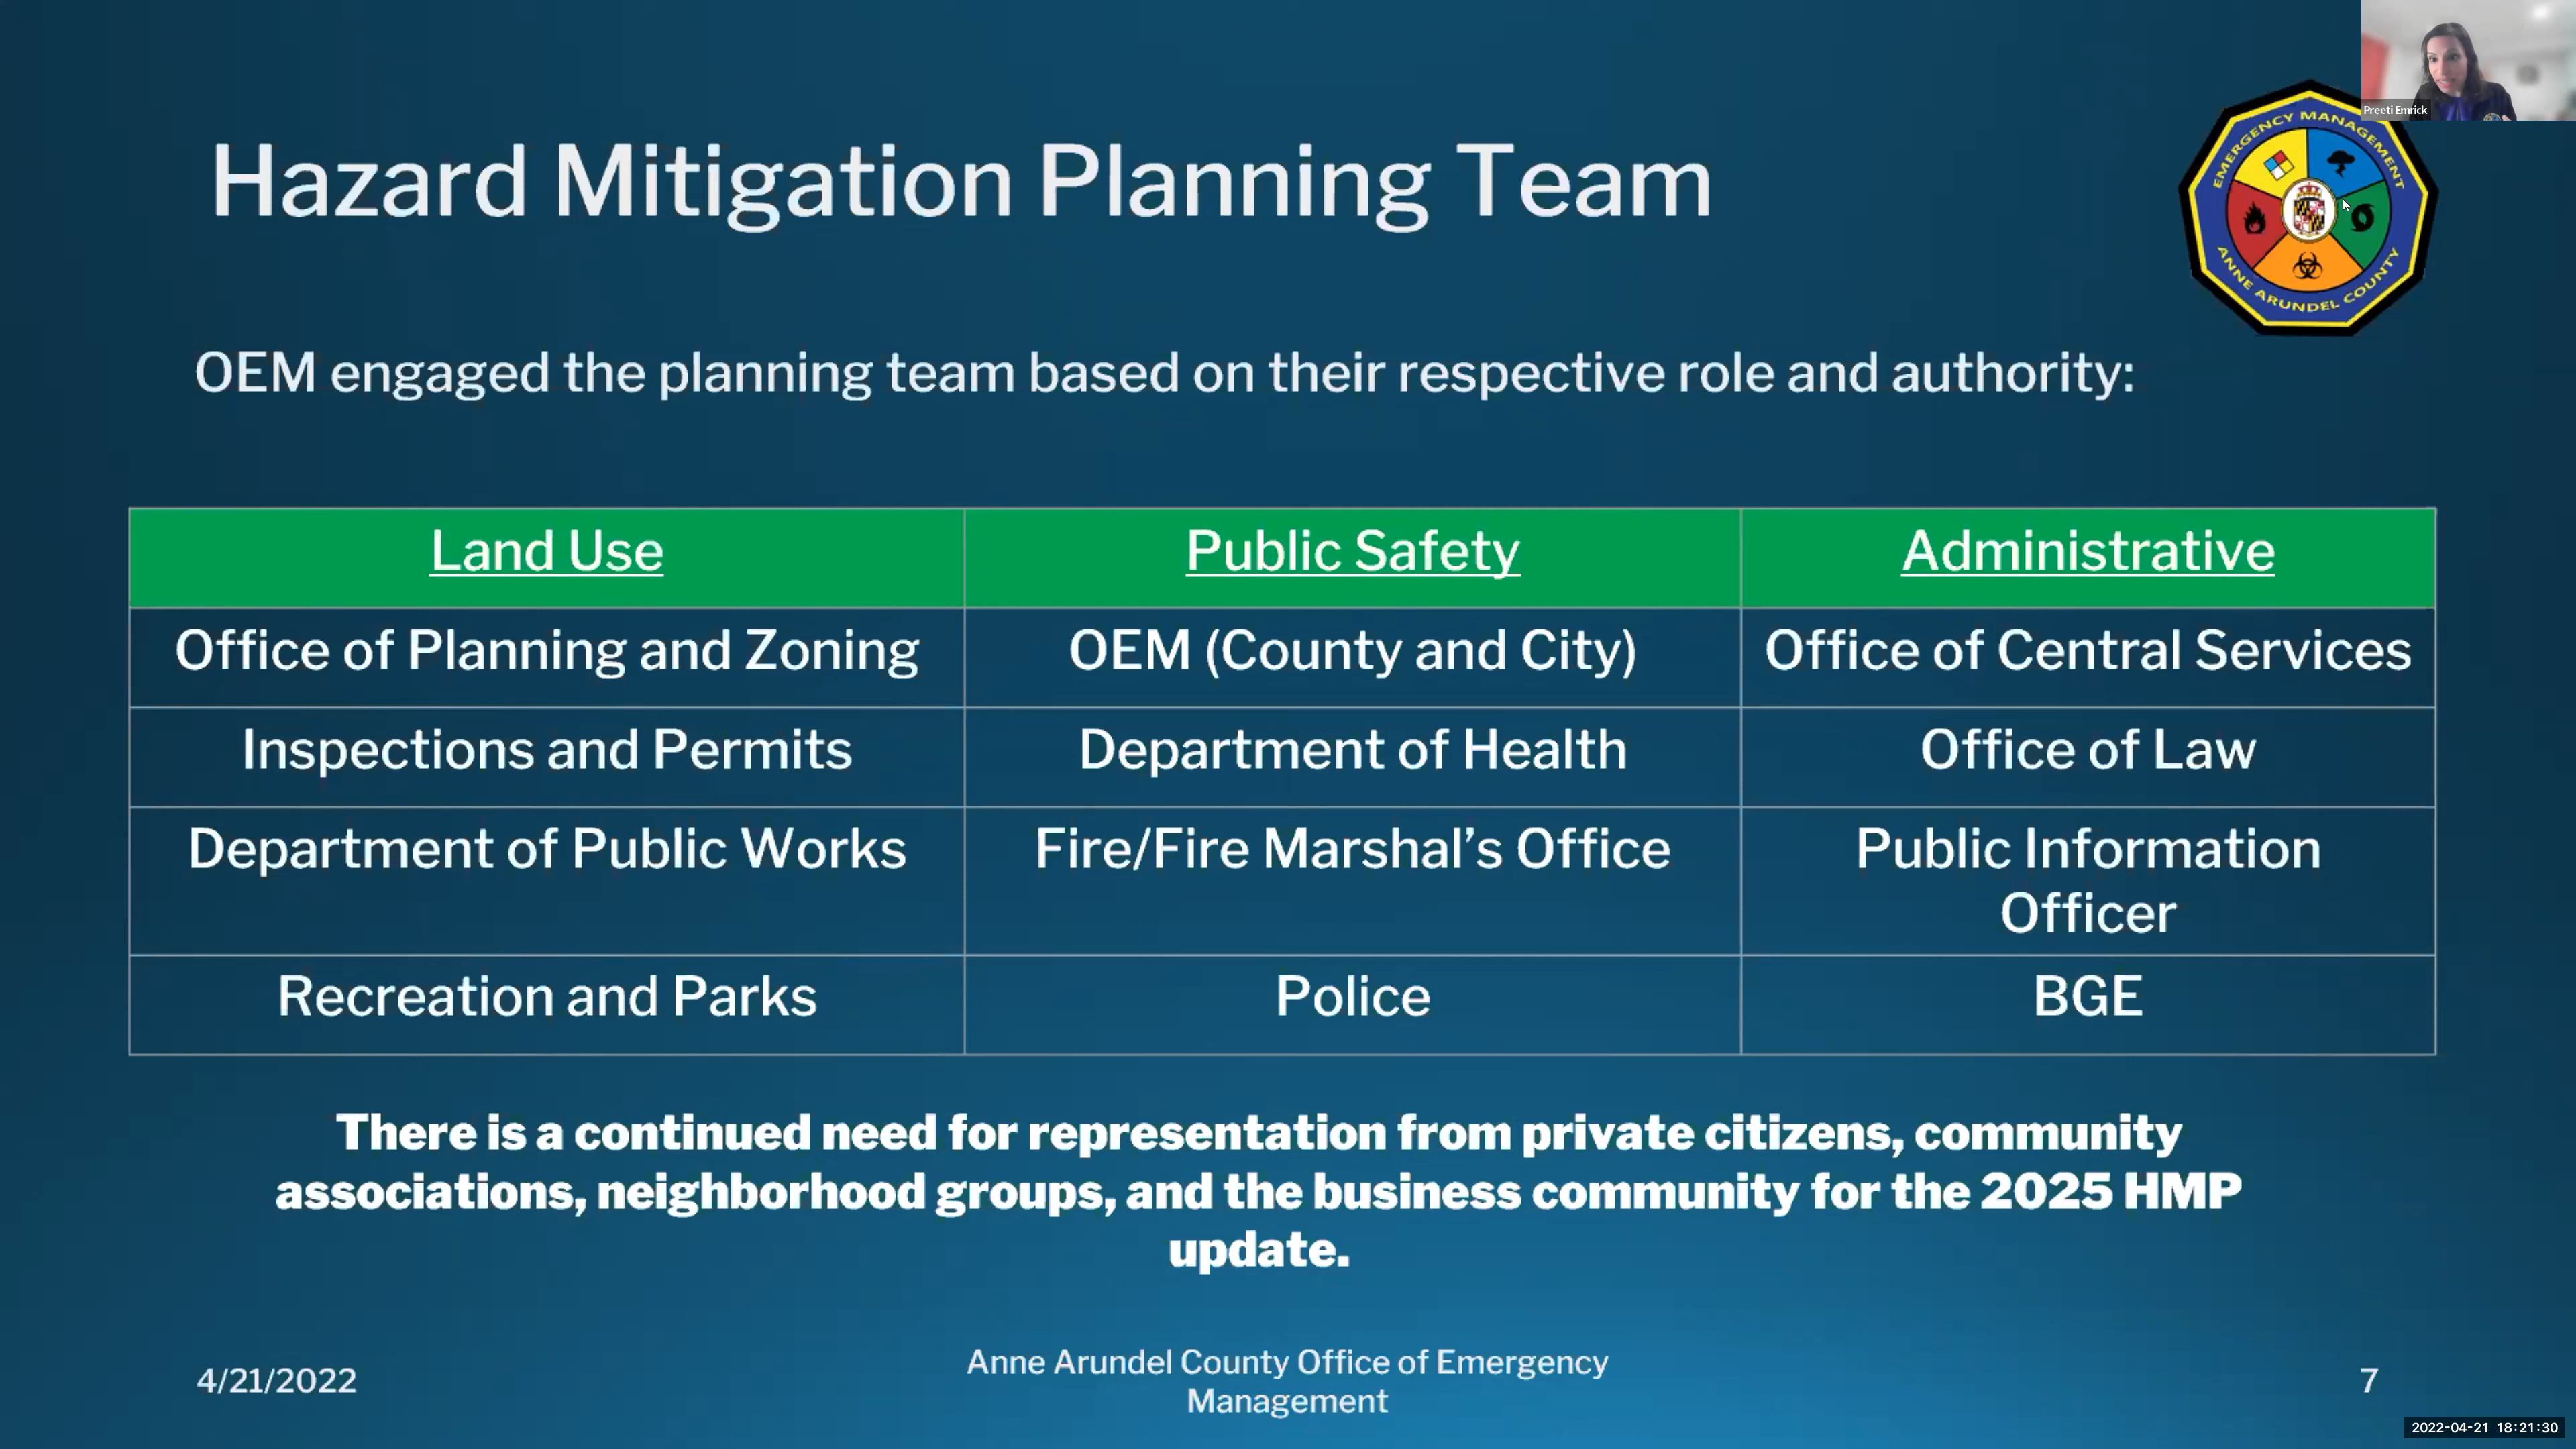 Preeti Emrick
EMERGENCY MANAGEMENT
ANNE ARUNDEL COUNTY
Hazard Mitigation Planning Team
OEM engaged the planning team based on their respective role and authority:
Land Use Public Safety Administrative
Office of Planning and Zoning OEM (County and City) Office of Central Services
Inspections and Permits Department of Health Office of Law
Department of Public Works Fire/Fire Marshal’s Office Public Information
Officer
Recreation and Parks Police BGE
There is a continued need for representation from private citizens, community
associations, neighborhood groups, and the business community for the 2025 HMP
update.
4/21/2022
Anne Arundel County Office of Emergency
Management
7
2022-04-21 18:21:30